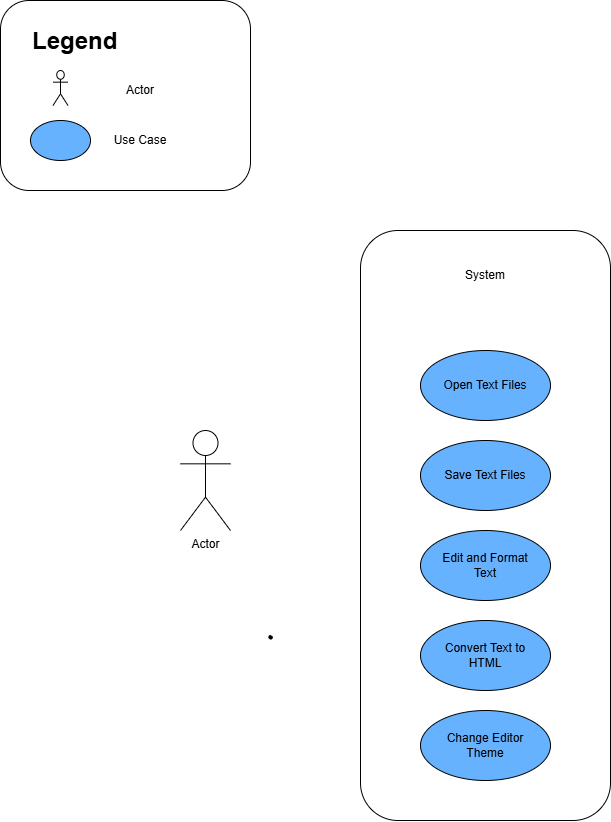 Legend
Actor
Use Case
System
Open Text Files
Save Text Files
Actor
Edit and Format
Text
Convert Text to
HTML
Change Editor
Theme